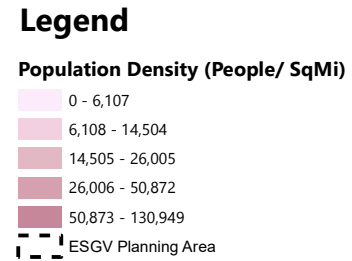 Legend
Population Density (People/ SqMi)
0 - 6,107
6,108 - 14,504
14,505 - 26,005
26,006 - 50,872
50,873 - 130,949
ESGV Planning Area